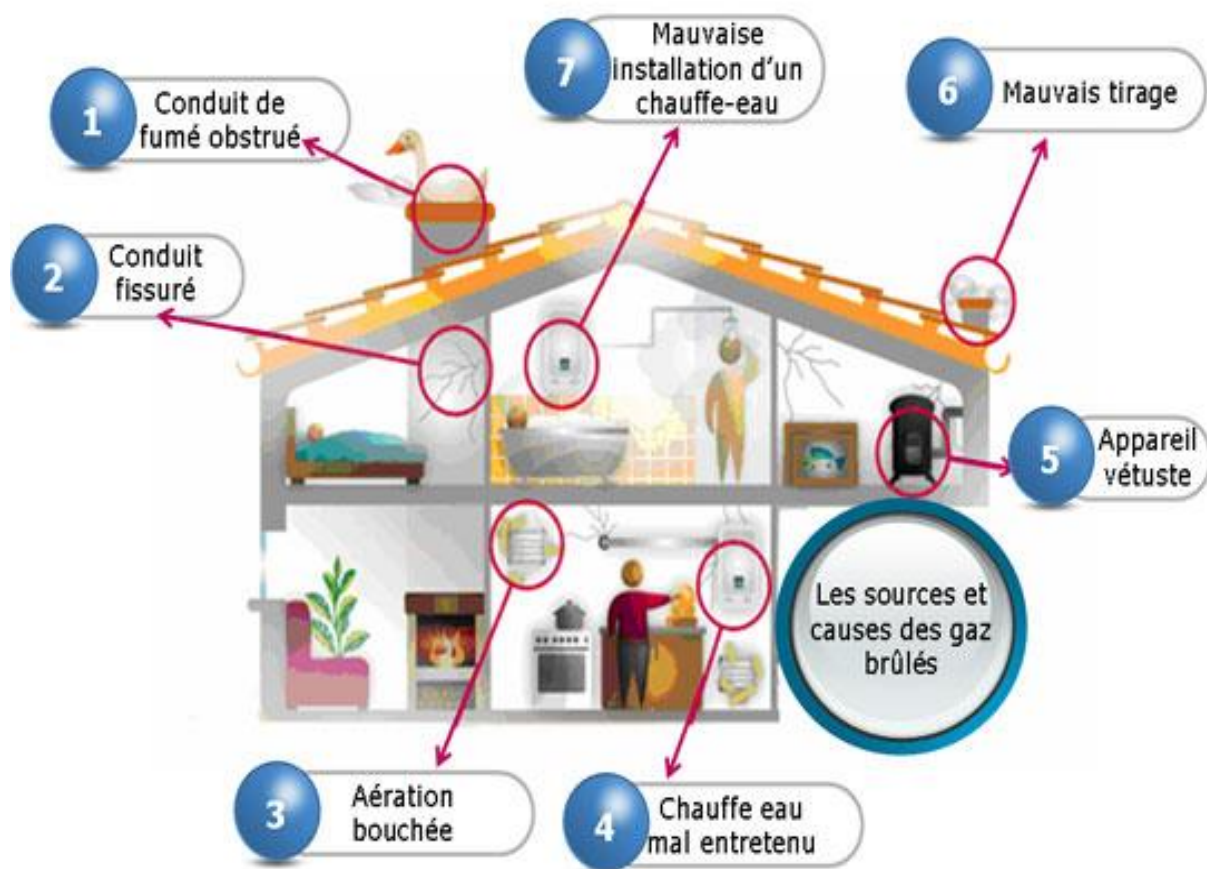 1
Conduit de
fumé obstrué
7
Mauvaise
installation d'un
chauffe-eau
6
Mauvais tirage
2
Conduit
fissuré
5
Appareil
vétuste
Les sources et
causes des gaz
brûlés
3
Aération
bouchée
4
Chauffe eau
mal entretenu